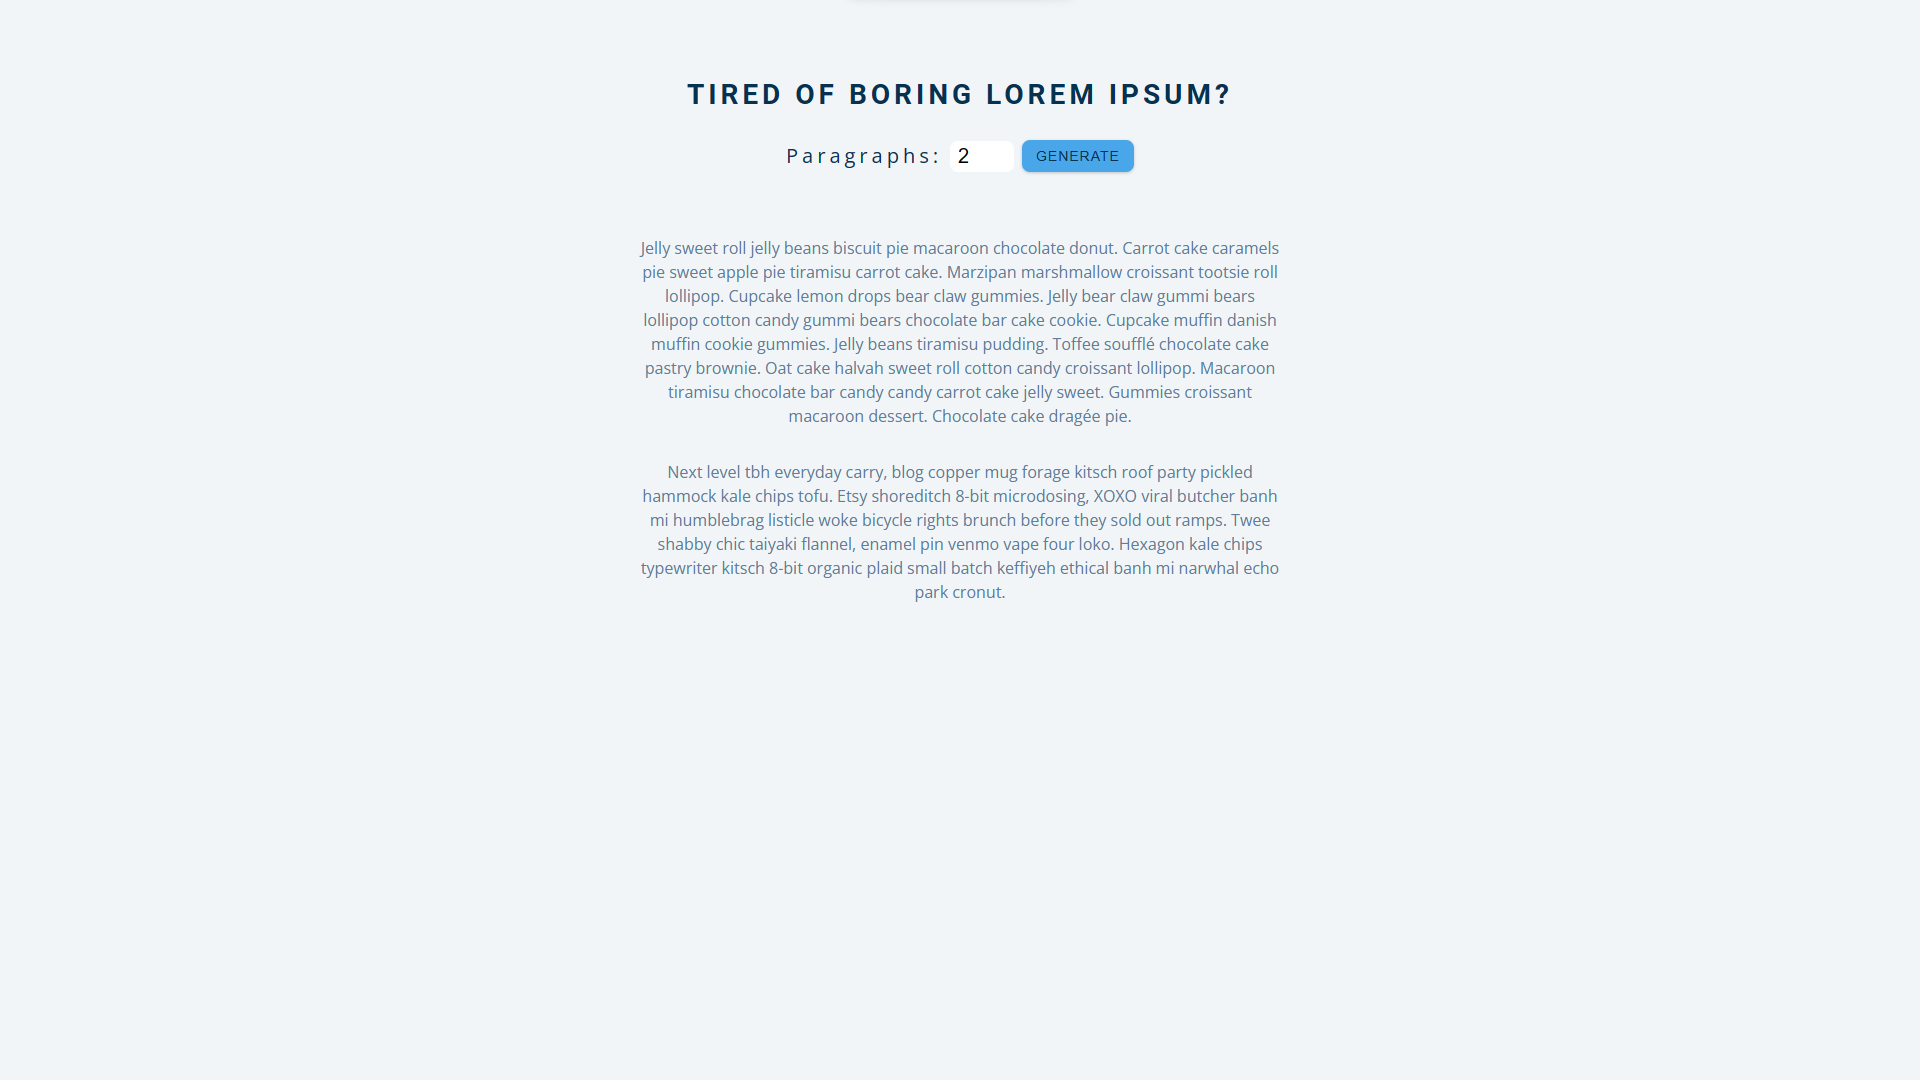 TIRED OF BORING LOREM IPSUM?
Paragraphs: 2 GENERATE
Jelly sweet roll jelly beans biscuit pie macaroon chocolate donut. Carrot cake caramels
pie sweet apple pie tiramisu carrot cake. Marzipan marshmallow croissant tootsie roll
lollipop. Cupcake lemon drops bear claw gummies. Jelly bear claw gummi bears
lollipop cotton candy gummi bears chocolate bar cake cookie. Cupcake muffin danish
muffin cookie gummies. Jelly beans tiramisu pudding. Toffee soufflé chocolate cake
pastry brownie. Oat cake halvah sweet roll cotton candy croissant lollipop. Macaroon
tiramisu chocolate bar candy candy carrot cake jelly sweet. Gummies croissant
macaroon dessert. Chocolate cake dragée pie.
Next level tbh everyday carry, blog copper mug forage kitsch roof party pickled
hammock kale chips tofu. Etsy shoreditch 8-bit microdosing, XOXO viral butcher banh
mi humblebrag listicle woke bicycle rights brunch before they sold out ramps. Twee
shabby chic taiyaki flannel, enamel pin venmo vape four loko. Hexagon kale chips
typewriter kitsch 8-bit organic plaid small batch keffiyeh ethical banh mi narwhal echo
park cronut.